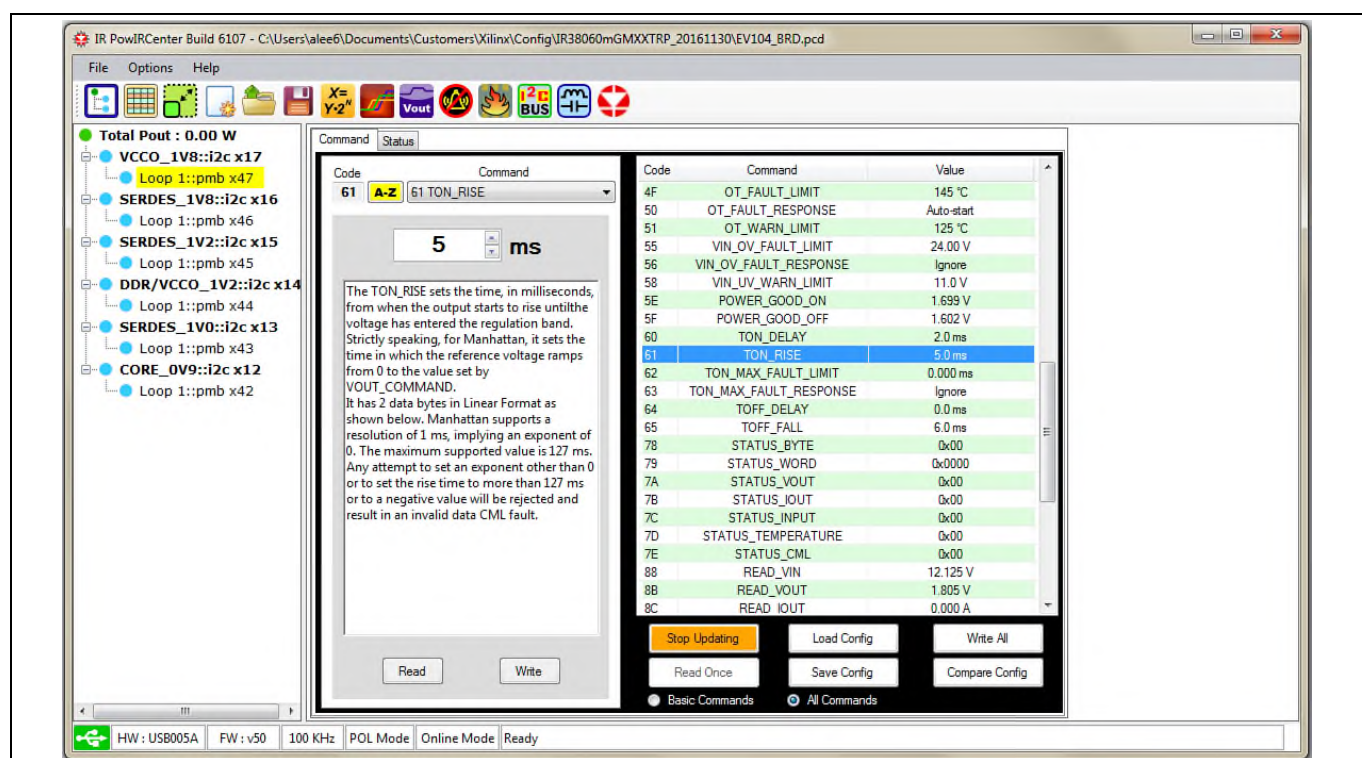 IR PowIRCenter Build 6107 - C:\Users\alee6\Documents\Customers\Xilinx\Config\IR38060mGMXXTRP_20161130\EV104_BRD.pcd
File Options Help
X= Y·2ⁿ Vout I²C BUS
Total Pout : 0.00 W
VCCO_1V8::i2c x17
Loop 1::pmb x47
SERDES_1V8::i2c x16
Loop 1::pmb x46
SERDES_1V2::i2c x15
Loop 1::pmb x45
DDR/VCCO_1V2::i2c x14
Loop 1::pmb x44
SERDES_1V0::i2c x13
Loop 1::pmb x43
CORE_0V9::i2c x12
Loop 1::pmb x42
Command Status
Code Command
61 A-Z 61 TON_RISE
5 ms
The TON_RISE sets the time, in milliseconds,
from when the output starts to rise untilthe
voltage has entered the regulation band.
Strictly speaking, for Manhattan, it sets the
time in which the reference voltage ramps
from 0 to the value set by
VOUT_COMMAND.
It has 2 data bytes in Linear Format as
shown below. Manhattan supports a
resolution of 1 ms, implying an exponent of
0. The maximum supported value is 127 ms.
Any attempt to set an exponent other than 0
or to set the rise time to more than 127 ms
or to a negative value will be rejected and
result in an invalid data CML fault.
Read Write
Code Command Value
4F OT_FAULT_LIMIT 145 °C
50 OT_FAULT_RESPONSE Auto-start
51 OT_WARN_LIMIT 125 °C
55 VIN_OV_FAULT_LIMIT 24.00 V
56 VIN_OV_FAULT_RESPONSE Ignore
58 VIN_UV_WARN_LIMIT 11.0 V
5E POWER_GOOD_ON 1.699 V
5F POWER_GOOD_OFF 1.602 V
60 TON_DELAY 2.0 ms
61 TON_RISE 5.0 ms
62 TON_MAX_FAULT_LIMIT 0.000 ms
63 TON_MAX_FAULT_RESPONSE Ignore
64 TOFF_DELAY 0.0 ms
65 TOFF_FALL 6.0 ms
78 STATUS_BYTE 0x00
79 STATUS_WORD 0x0000
7A STATUS_VOUT 0x00
7B STATUS_IOUT 0x00
7C STATUS_INPUT 0x00
7D STATUS_TEMPERATURE 0x00
7E STATUS_CML 0x00
88 READ_VIN 12.125 V
8B READ_VOUT 1.805 V
8C READ_IOUT 0.000 A
Stop Updating Load Config Write All
Read Once Save Config Compare Config
Basic Commands All Commands
HW : USB005A FW : v50 100 KHz POL Mode Online Mode Ready